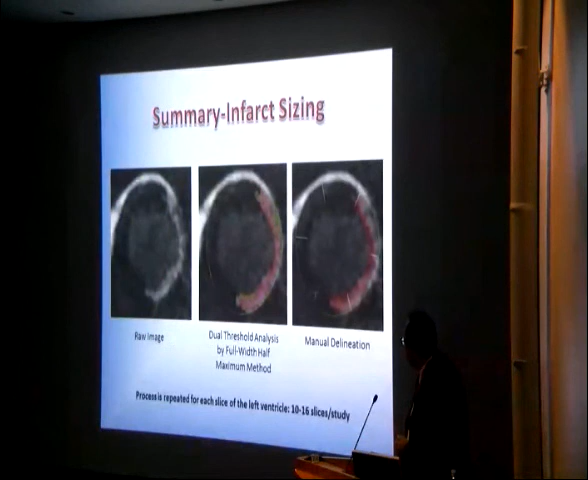 Summary-Infarct Sizing
Raw Image
Dual Threshold Analysis
by Full-Width Half
Maximum Method
Manual Delineation
Process is repeated for each slice of the left ventricle: 10-16 slices/study